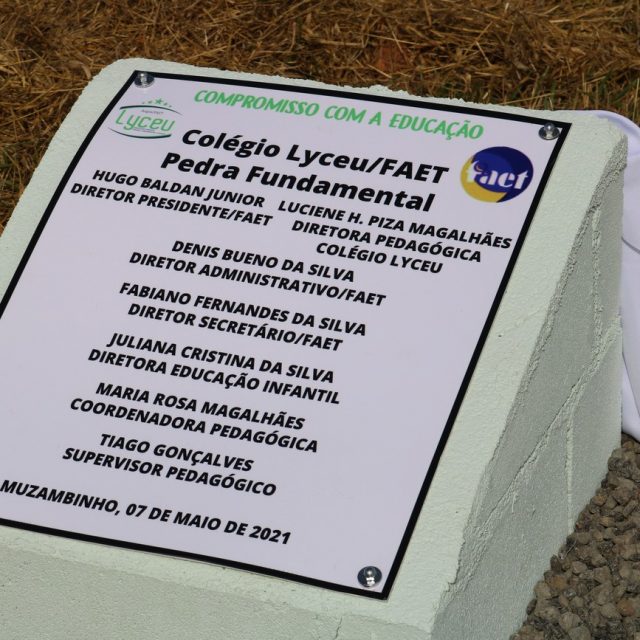 COMPROMISSO COM A EDUCAÇÃO
Lyceu
Colégio Lyceu/FAET
Pedra Fundamental
faet
HUGO BALDAN JUNIOR
DIRETOR PRESIDENTE/FAET
LUCIENE H. PIZA MAGALHÃES
DIRETORA PEDAGÓGICA
COLÉGIO LYCEU
DENIS BUENO DA SILVA
DIRETOR ADMINISTRATIVO/FAET
FABIANO FERNANDES DA SILVA
DIRETOR SECRETÁRIO/FAET
JULIANA CRISTINA DA SILVA
DIRETORA EDUCAÇÃO INFANTIL
MARIA ROSA MAGALHÃES
COORDENADORA PEDAGÓGICA
TIAGO GONÇALVES
SUPERVISOR PEDAGÓGICO
MUZAMBINHO, 07 DE MAIO DE 2021